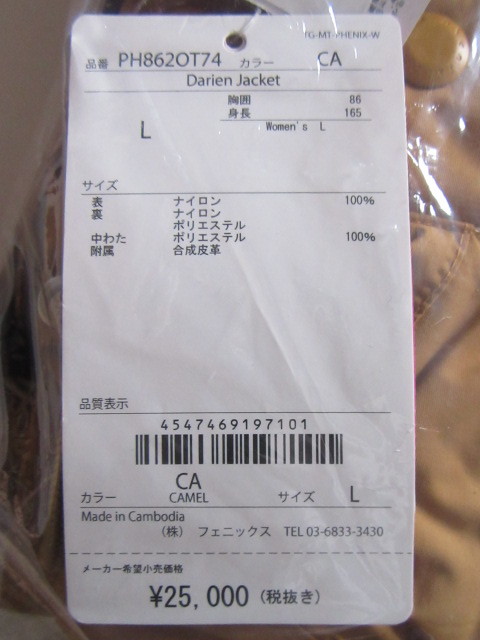 TG-MT-PHENIX-W
品番 PH862OT74 カラー CA
Darien Jacket
胸囲 86
身長 165
L Women's L
サイズ
表 ナイロン 100%
裏 ナイロン
ポリエステル
中わた ポリエステル 100%
附属 合成皮革
品質表示
4547469197101
CA
カラー CAMEL サイズ L
Made in Cambodia
(株) フェニックス TEL 03-6833-3430
メーカー希望小売価格
¥25,000 (税抜き)